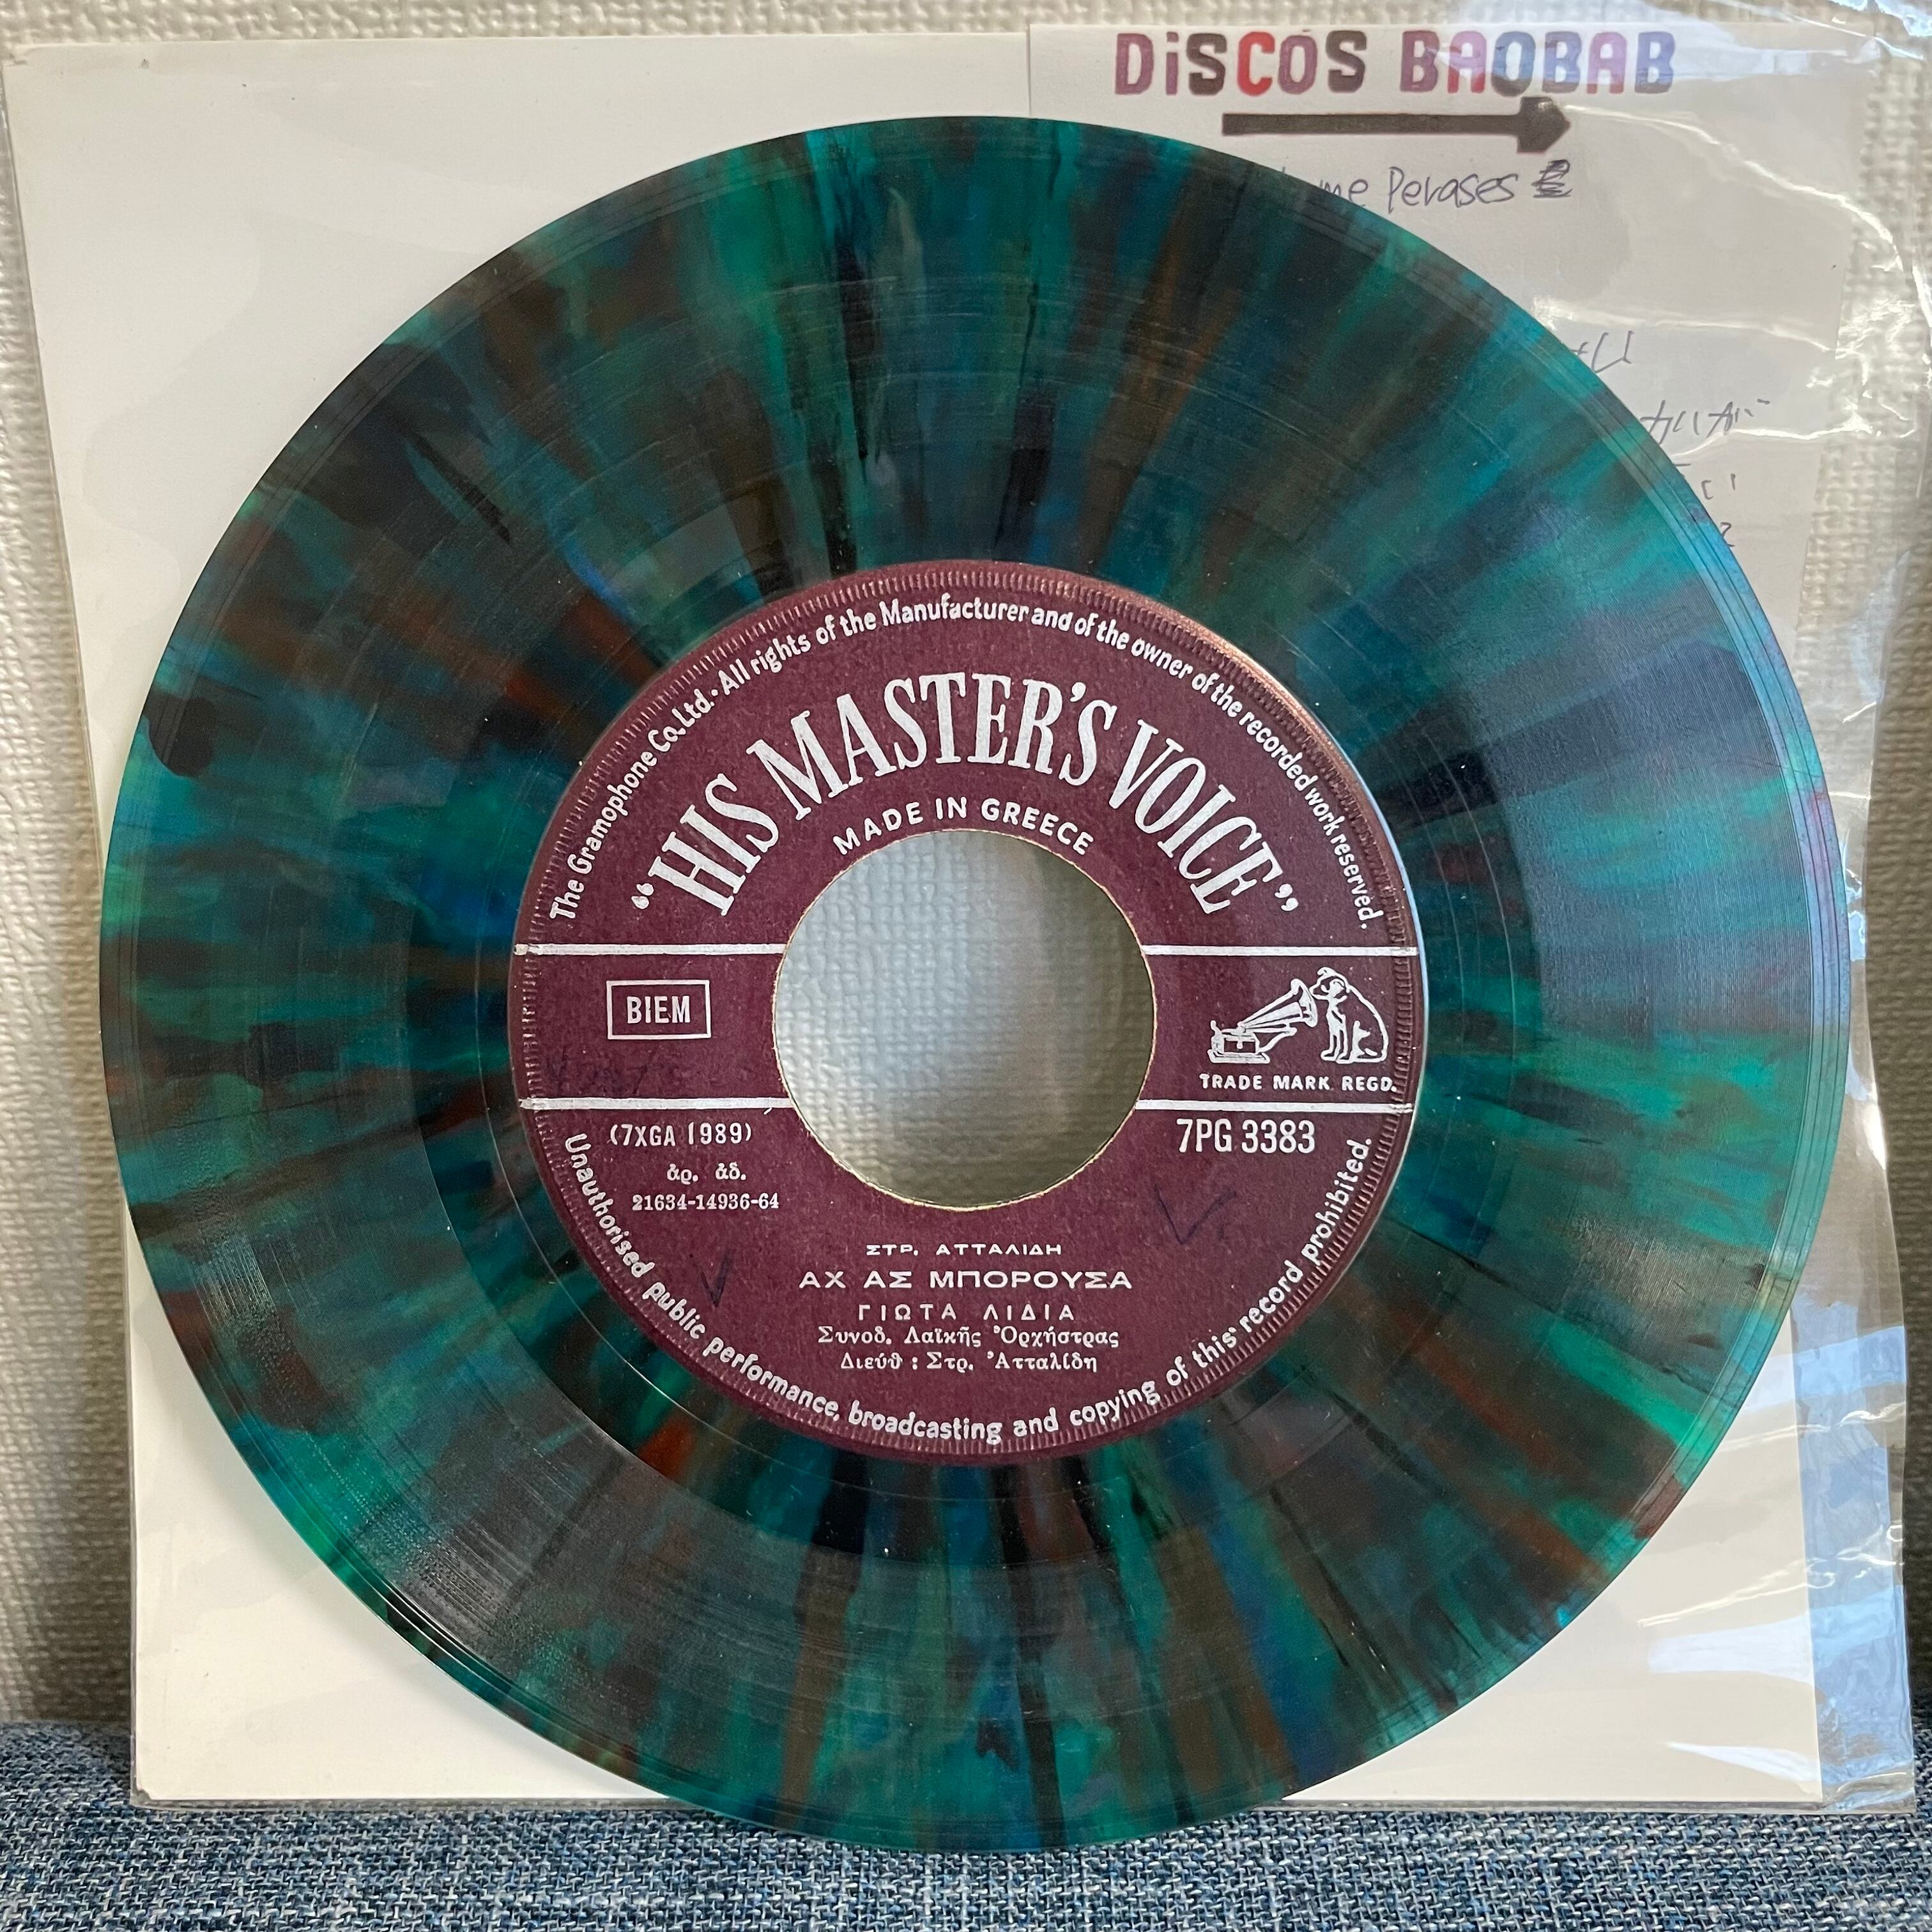 DiSCOS BAOBAB
me Perases
カリガ
The Gramophone Co. Ltd. · All rights of the Manufacturer and of the owner of the recorded work reserved.
"HIS MASTER'S VOICE"
MADE IN GREECE
BIEM
TRADE MARK REGD.
(7XGA 1989)
7PG 3383
ἀρ. ἀδ.
21634-14936-64
ΣΤΡ. ΑΤΤΑΛΙΔΗ
ΑΧ ΑΣ ΜΠΟΡΟΥΣΑ
ΓΙΩΤΑ ΛΙΔΙΑ
Συνοδ. Λαϊκῆς Ὀρχήστρας
Διεύθ : Στρ. Ἀτταλίδη
Unauthorised public performance, broadcasting and copying of this record prohibited.